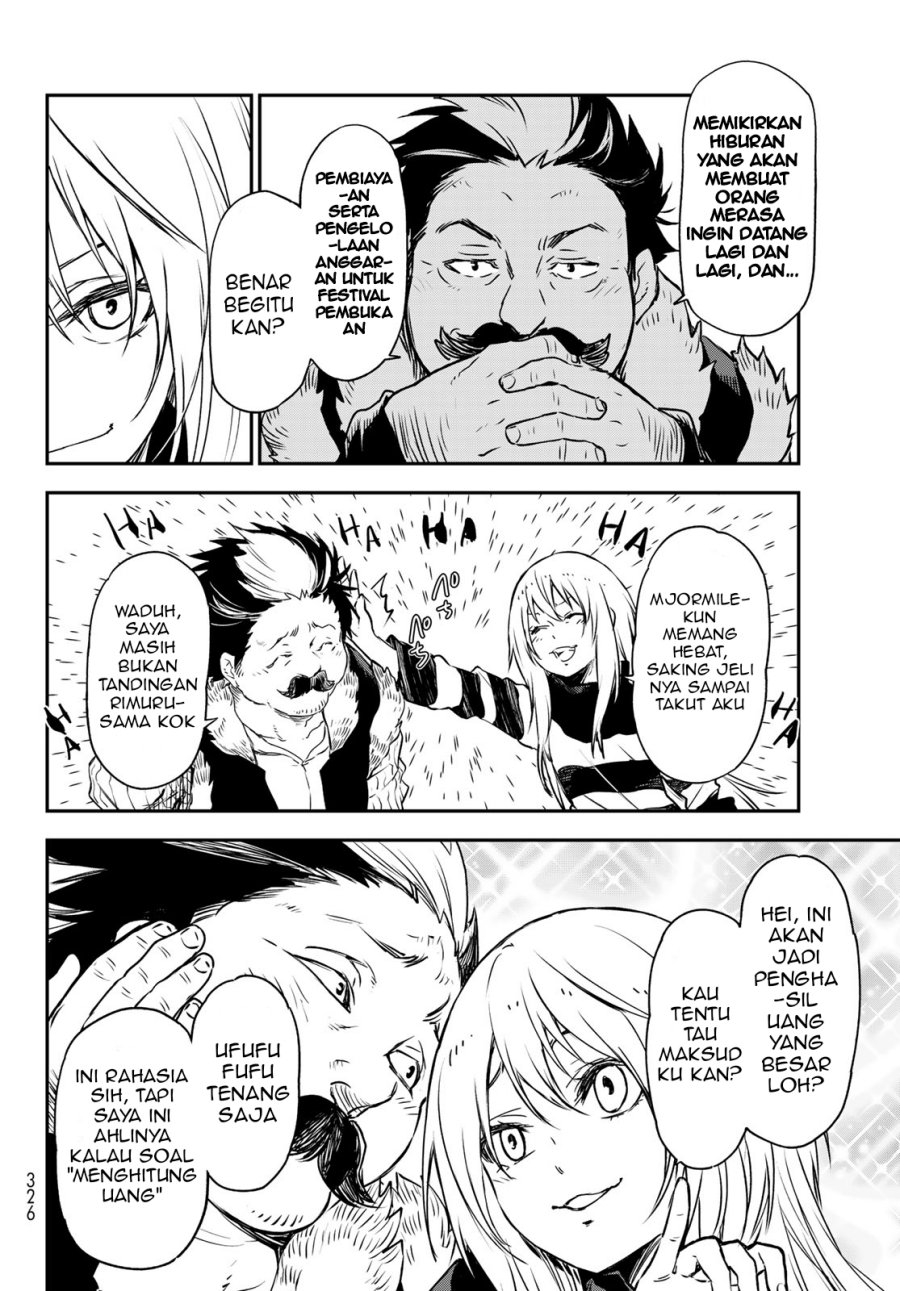 MEMIKIRKAN
HIBURAN
YANG AKAN
MEMBUAT
ORANG
MERASA
INGIN DATANG
LAGI DAN
LAGI, DAN...
PEMBIAYA
-AN
SERTA
PENGELO
-LAAN
ANGGAR-
AN UNTUK
FESTIVAL
PEMBUKA
AN
BENAR
BEGITU
KAN?
HA
HA
HA
HA
HA
HA
MJORMILE-
KUN
MEMANG
HEBAT,
SAKING JELI
NYA SAMPAI
TAKUT AKU
ペち
ペち
WADUH,
SAYA
MASIH
BUKAN
TANDINGAN
RIMURU-
SAMA KOK
HEI, INI
AKAN
JADI
PENGHA
-SIL
UANG
YANG
BESAR
LOH?
KAU
TENTU
TAU
MAKSUD
KU KAN?
UFUFU
FUFU
TENANG
SAJA
INI RAHASIA
SIH, TAPI
SAYA INI
AHLINYA
KALAU SOAL
"MENGHITUNG
UANG"
326